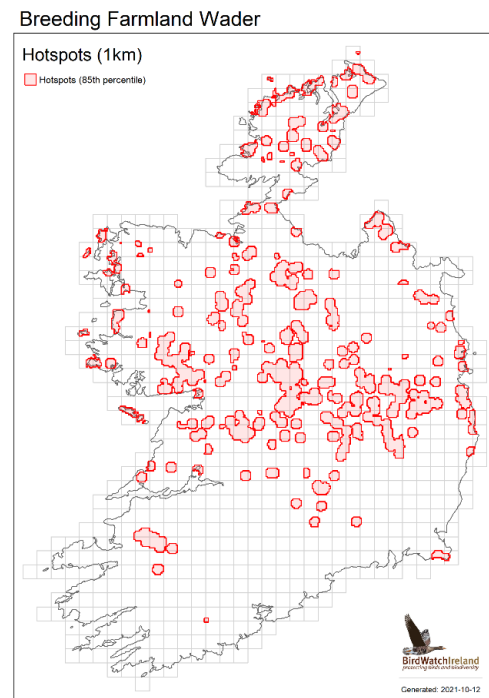 Breeding Farmland Wader
Hotspots (1km)
Hotspots (85th percentile)
BirdWatchIreland
protecting birds and biodiversity
Generated: 2021-10-12